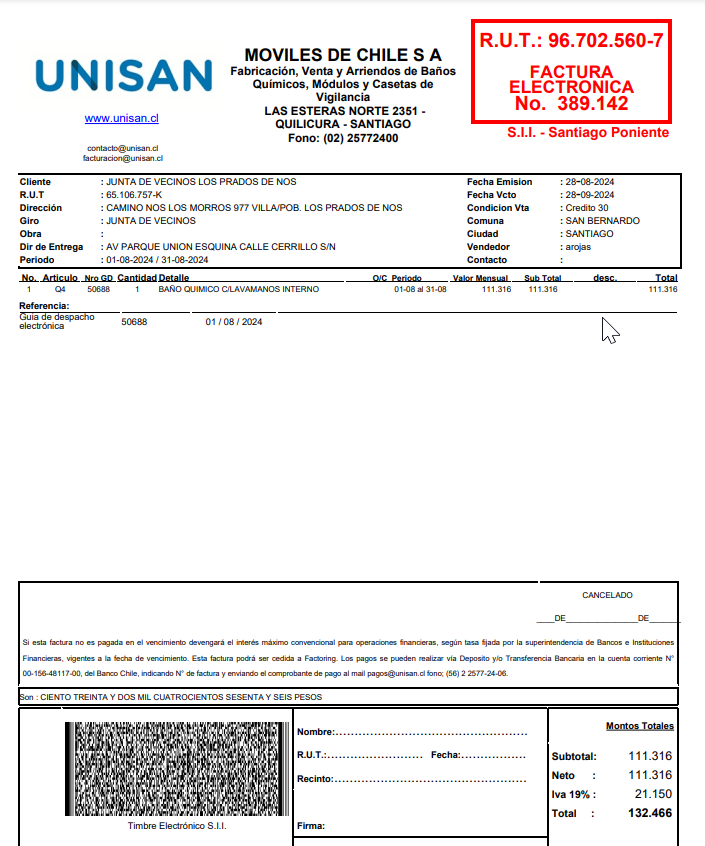 UNISAN
www.unisan.cl
contacto@unisan.cl
facturacion@unisan.cl
MOVILES DE CHILE S A
Fabricación, Venta y Arriendos de Baños
Químicos, Módulos y Casetas de
Vigilancia
LAS ESTERAS NORTE 2351 -
QUILICURA - SANTIAGO
Fono: (02) 25772400
R.U.T.: 96.702.560-7
FACTURA
ELECTRONICA
No. 389.142
S.I.I. - Santiago Poniente
Cliente : JUNTA DE VECINOS LOS PRADOS DE NOS Fecha Emision : 28-08-2024
R.U.T : 65.106.757-K Fecha Vcto : 28-09-2024
Dirección : CAMINO NOS LOS MORROS 977 VILLA/POB. LOS PRADOS DE NOS Condicion Vta : Credito 30
Giro : JUNTA DE VECINOS Comuna : SAN BERNARDO
Obra : Ciudad : SANTIAGO
Dir de Entrega : AV PARQUE UNION ESQUINA CALLE CERRILLO S/N Vendedor : arojas
Periodo : 01-08-2024 / 31-08-2024 Contacto :
No. Articulo Nro GD Cantidad Detalle O/C Periodo Valor Mensual Sub Total desc. Total
1 Q4 50688 1 BAÑO QUIMICO C/LAVAMANOS INTERNO 01-08 al 31-08 111.316 111.316 111.316
Referencia:
Guia de despacho
electrónica 50688 01 / 08 / 2024
CANCELADO
____DE________________DE_______
Si esta factura no es pagada en el vencimiento devengará el interés máximo convencional para operaciones financieras, según tasa fijada por la superintendencia de Bancos e Instituciones
Financieras, vigentes a la fecha de vencimiento. Esta factura podrá ser cedida a Factoring. Los pagos se pueden realizar vía Deposito y/o Transferencia Bancaria en la cuenta corriente N°
00-156-48117-00, del Banco Chile, indicando N° de factura y enviando el comprobante de pago al mail pagos@unisan.cl fono; (56) 2 2577-24-06.
Son : CIENTO TREINTA Y DOS MIL CUATROCIENTOS SESENTA Y SEIS PESOS
Timbre Electrónico S.I.I.
Nombre:................................................
R.U.T.:........................ Fecha:................
Recinto:................................................
Firma:
Montos Totales
Subtotal: 111.316
Neto : 111.316
Iva 19% : 21.150
Total : 132.466